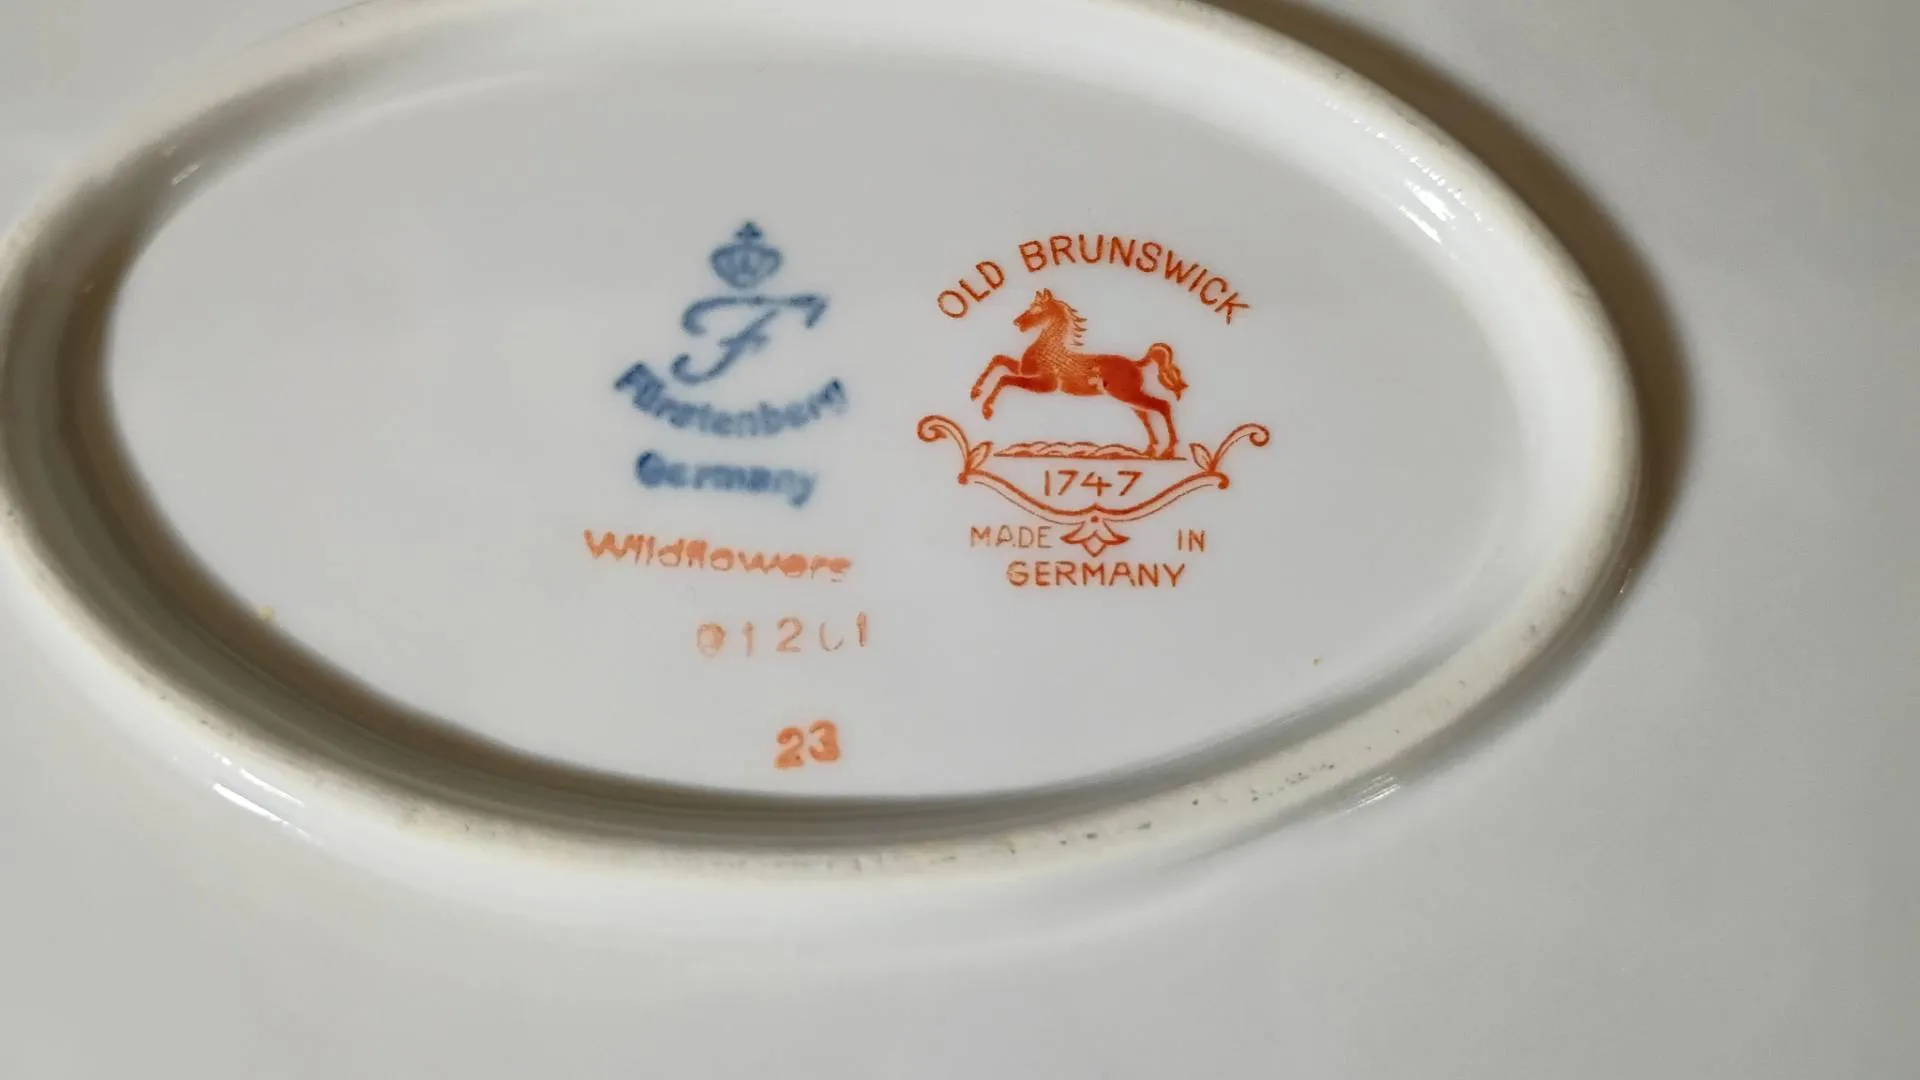 F
Fürstenberg
Germany
Wildflowers
23
OLD BRUNSWICK
1747
MADE IN
GERMANY